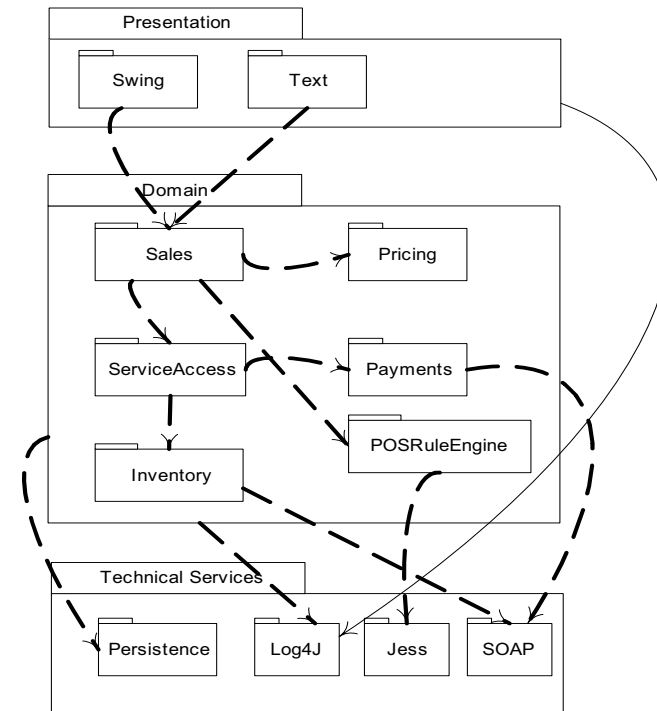 Presentation
Swing
Text
Domain
Sales
Pricing
ServiceAccess
Payments
POSRuleEngine
Inventory
Technical Services
Persistence
Log4J
Jess
SOAP